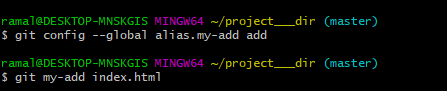 ramal@DESKTOP-MNSKGIS MINGW64 ~/project___dir (master)
$ git config --global alias.my-add add
ramal@DESKTOP-MNSKGIS MINGW64 ~/project___dir (master)
$ git my-add index.html